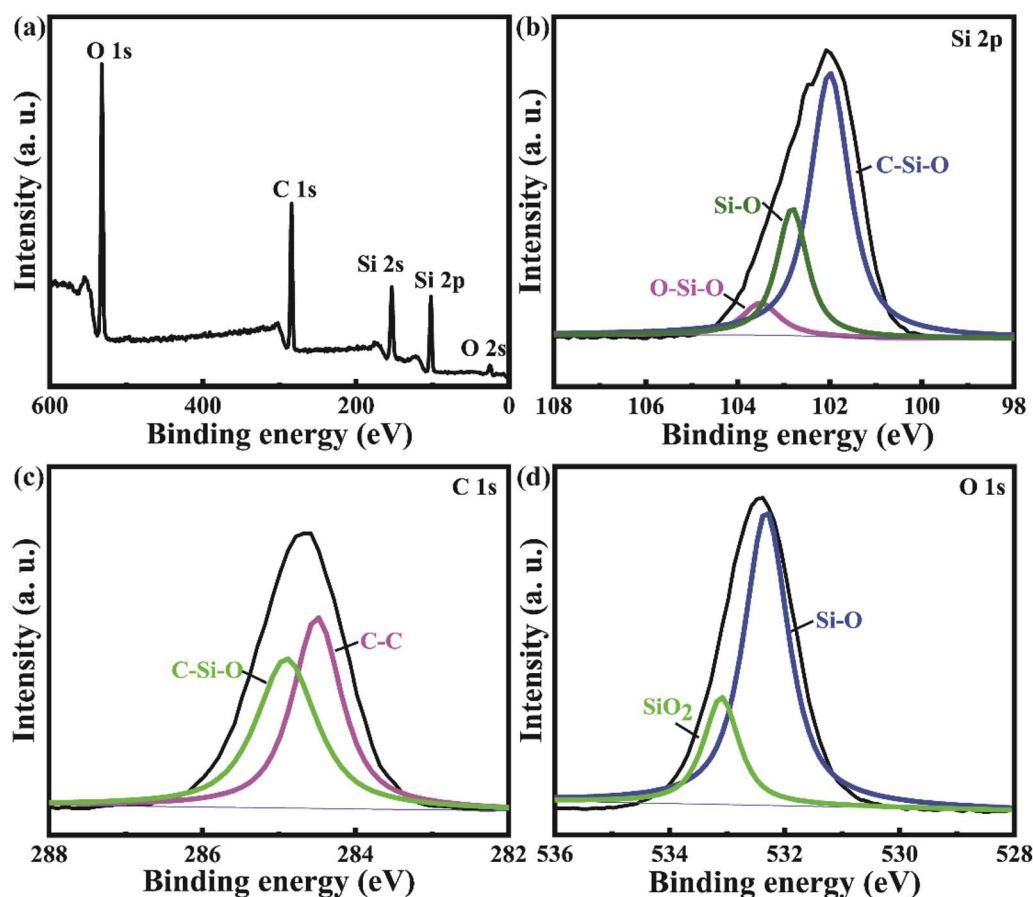 (a)
O 1s
C 1s
Si 2s
Si 2p
O 2s
Intensity (a. u.)
600 400 200 0
Binding energy (eV)
(b)
Si 2p
C-Si-O
Si-O
O-Si-O
Intensity (a. u.)
108 106 104 102 100 98
Binding energy (eV)
(c)
C 1s
C-C
C-Si-O
Intensity (a. u.)
288 286 284 282
Binding energy (eV)
(d)
O 1s
Si-O
SiO2
Intensity (a. u.)
536 534 532 530 528
Binding energy (eV)